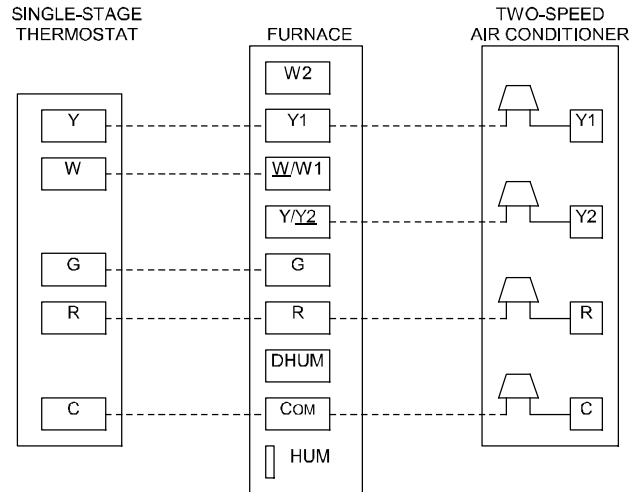 SINGLE-STAGE
THERMOSTAT
FURNACE
TWO-SPEED
AIR CONDITIONER
W2
Y
Y1
Y1
W
W/W1
Y/Y2
Y2
G
G
R
R
R
DHUM
C
COM
C
HUM